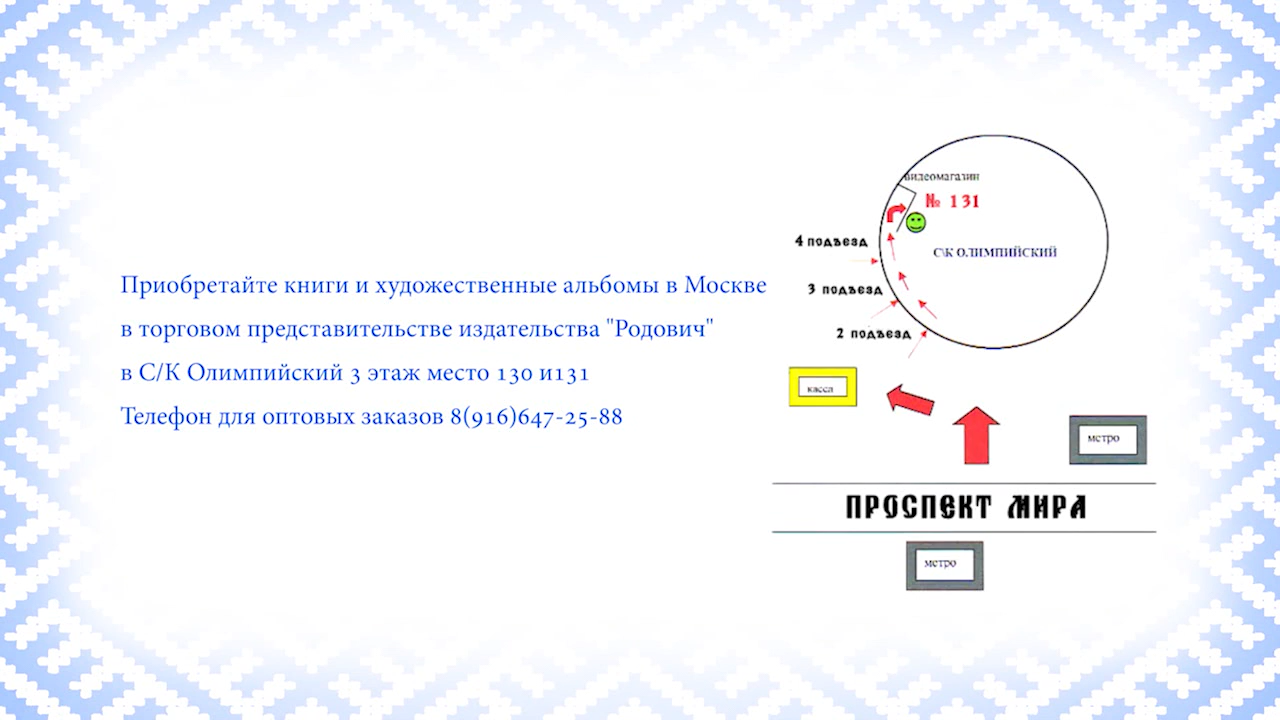 Приобретайте книги и художественные альбомы в Москве
в торговом представительстве издательства "Родович"
в С/К Олимпийский 3 этаж место 130 и131
Телефон для оптовых заказов 8(916)647-25-88
видеомагазин
№ 131
С\К ОЛИМПИЙСКИЙ
4 подъезд
3 подъезд
2 подъезд
касса
метро
ПРОСПЕКТ МИРА
метро